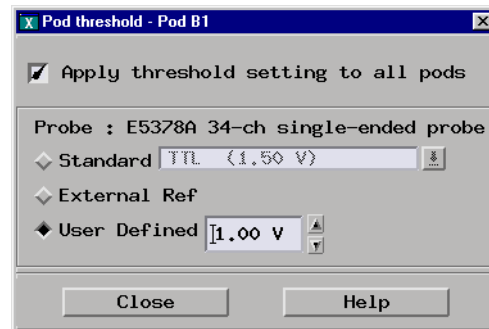 Pod threshold - Pod B1
Apply threshold setting to all pods
Probe : E5378A 34-ch single-ended probe
Standard TTL (1.50 V)
External Ref
User Defined 1.00 V
Close Help